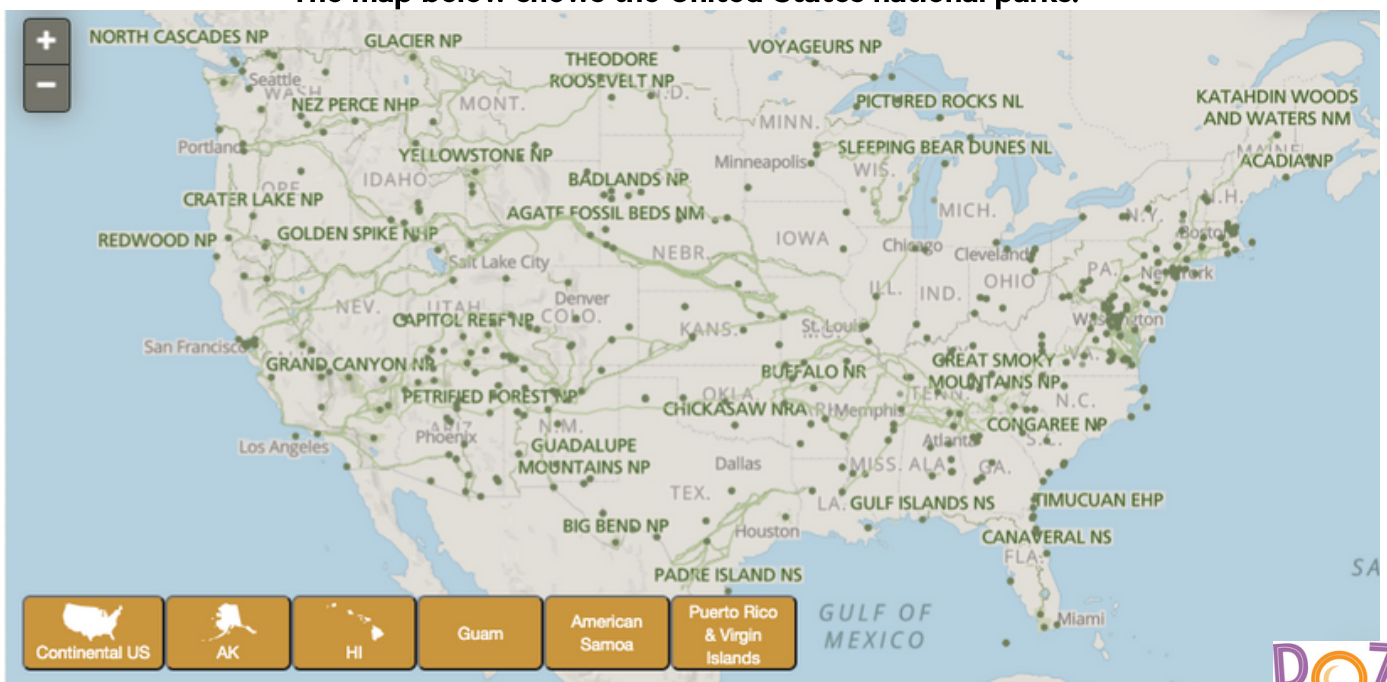 The map below shows the United States national parks.
+
−
NORTH CASCADES NP
GLACIER NP
THEODORE
ROOSEVELT NP
VOYAGEURS NP
Seattle
WASH.
NEZ PERCE NHP
MONT.
N.D.
PICTURED ROCKS NL
KATAHDIN WOODS
AND WATERS NM
MINN.
Portland
YELLOWSTONE NP
Minneapolis
SLEEPING BEAR DUNES NL
MAINE
ACADIA NP
IDAHO
BADLANDS NP
WIS.
ORE.
CRATER LAKE NP
AGATE FOSSIL BEDS NM
MICH.
N.H.
N.Y.
REDWOOD NP
GOLDEN SPIKE NHP
IOWA
Chicago
Cleveland
Boston
NEBR.
Salt Lake City
PA.
New York
OHIO
ILL.
IND.
NEV.
UTAH
Denver
COLO.
CAPITOL REEF NP
KANS.
St. Louis
Washington
San Francisco
VA.
GRAND CANYON NP
BUFFALO NR
GREAT SMOKY
MOUNTAINS NP
PETRIFIED FOREST NP
OKLA.
TENN.
N.C.
CHICKASAW NRA
Memphis
ARIZ.
N.M.
CONGAREE NP
Phoenix
Atlanta
S.C.
Los Angeles
GUADALUPE
MOUNTAINS NP
Dallas
MISS.
ALA.
GA.
TEX.
LA.
GULF ISLANDS NS
TIMUCUAN EHP
BIG BEND NP
Houston
CANAVERAL NS
FLA.
PADRE ISLAND NS
SA
GULF OF
MEXICO
Miami
Continental US
AK
HI
Guam
American
Samoa
Puerto Rico
& Virgin
Islands